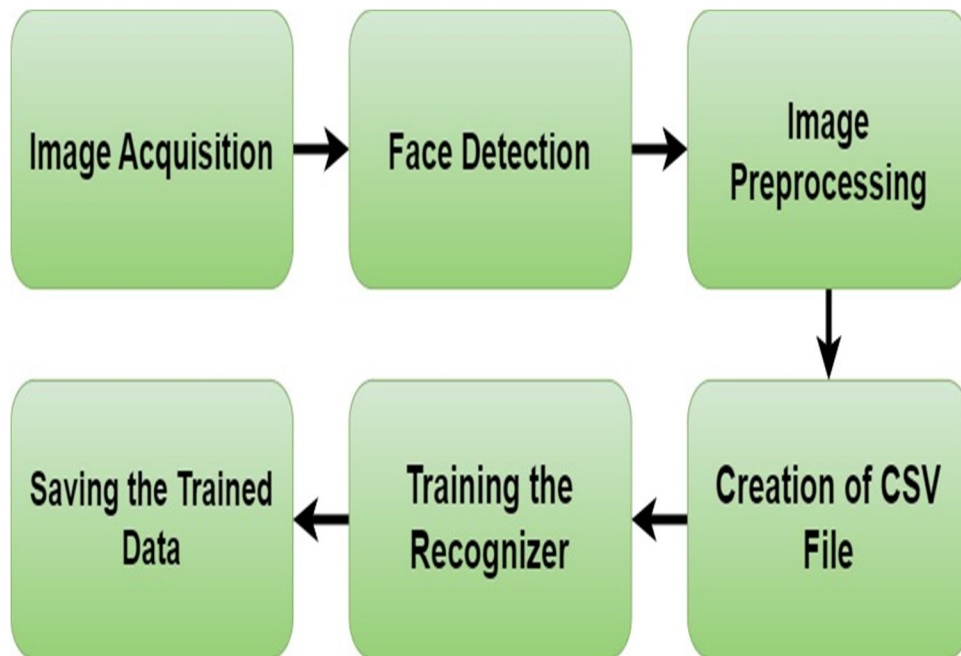 Image Acquisition
Face Detection
Image
Preprocessing
Creation of CSV
File
Training the
Recognizer
Saving the Trained
Data